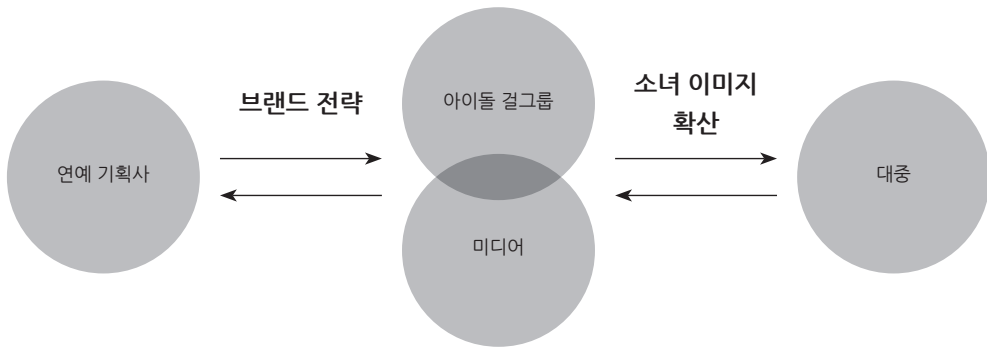 연예 기획사
브랜드 전략
아이돌 걸그룹
미디어
소녀 이미지
확산
대중